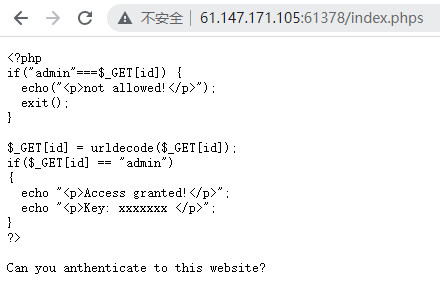 不安全 61.147.171.105:61378/index.phps
<?php
if("admin"===$_GET[id]) {
  echo("<p>not allowed!</p>");
  exit();
}

$_GET[id] = urldecode($_GET[id]);
if($_GET[id] == "admin")
{
  echo "<p>Access granted!</p>";
  echo "<p>Key: xxxxxxx </p>";
}
?>

Can you anthenticate to this website?